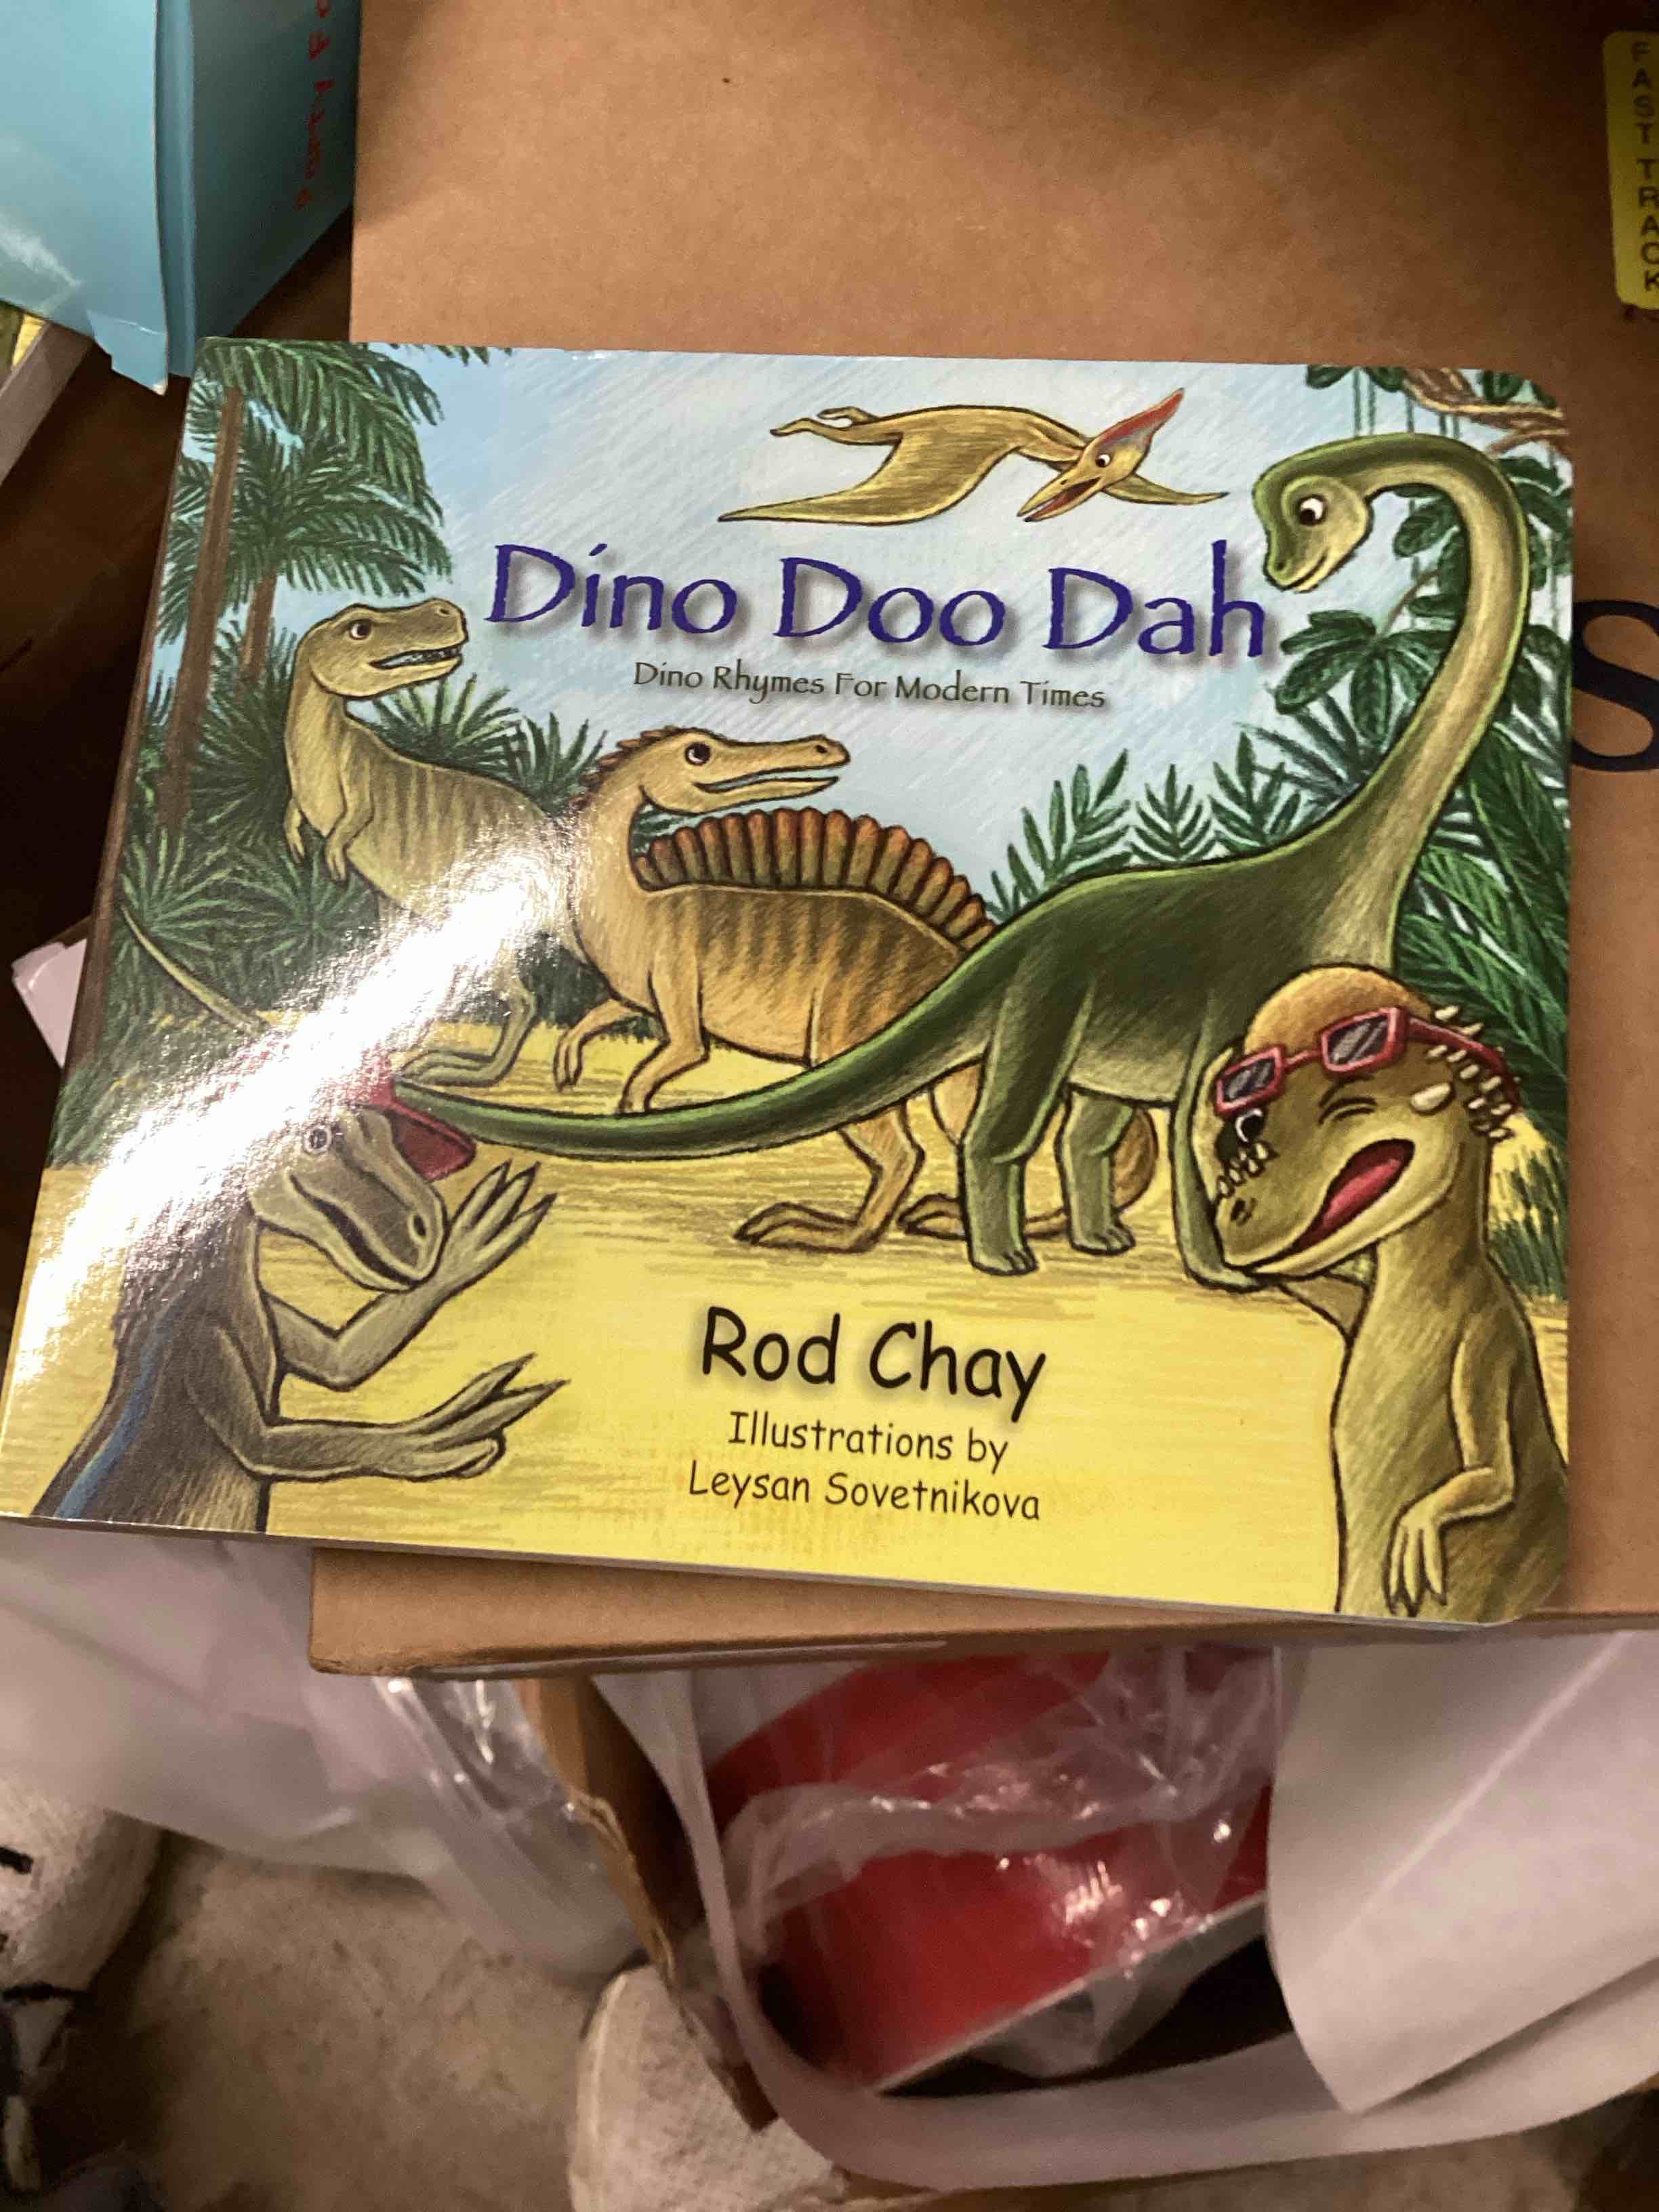 FAST TRACK
Dino Doo Dah
Dino Rhymes For Modern Times
S
Rod Chay
Illustrations by
Leysan Sovetnikova